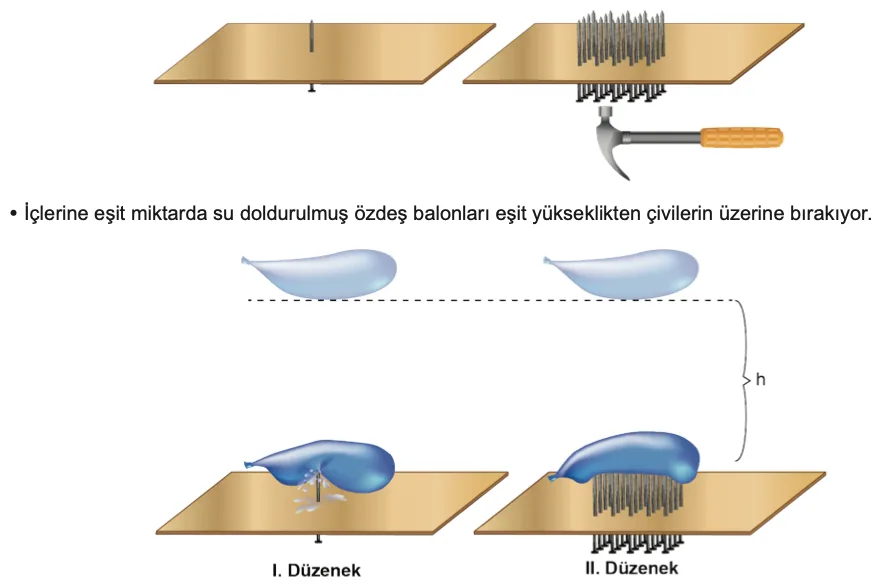 • İçlerine eşit miktarda su doldurulmuş özdeş balonları eşit yükseklikten çivilerin üzerine bırakıyor.
h
I. Düzenek
II. Düzenek